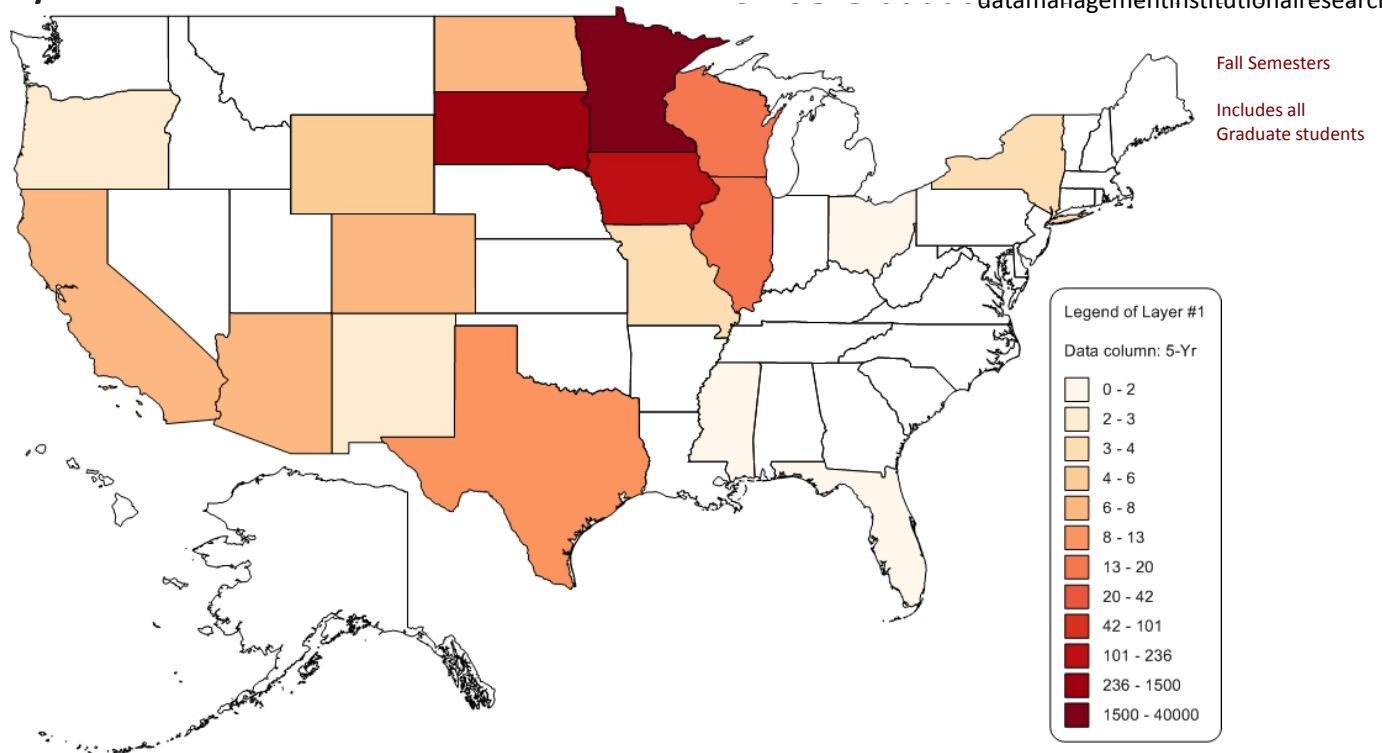 datamanagementinstitutionalresearch
Fall Semesters
Includes all
Graduate students
Legend of Layer #1
Data column: 5-Yr
0 - 2
2 - 3
3 - 4
4 - 6
6 - 8
8 - 13
13 - 20
20 - 42
42 - 101
101 - 236
236 - 1500
1500 - 40000